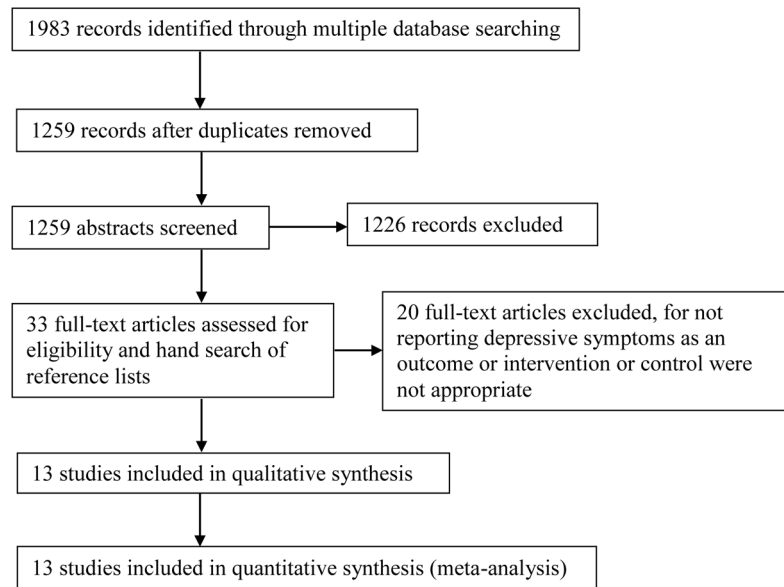 1983 records identified through multiple database searching
1259 records after duplicates removed
1259 abstracts screened
1226 records excluded
33 full-text articles assessed for
eligibility and hand search of
reference lists
20 full-text articles excluded, for not
reporting depressive symptoms as an
outcome or intervention or control were
not appropriate
13 studies included in qualitative synthesis
13 studies included in quantitative synthesis (meta-analysis)